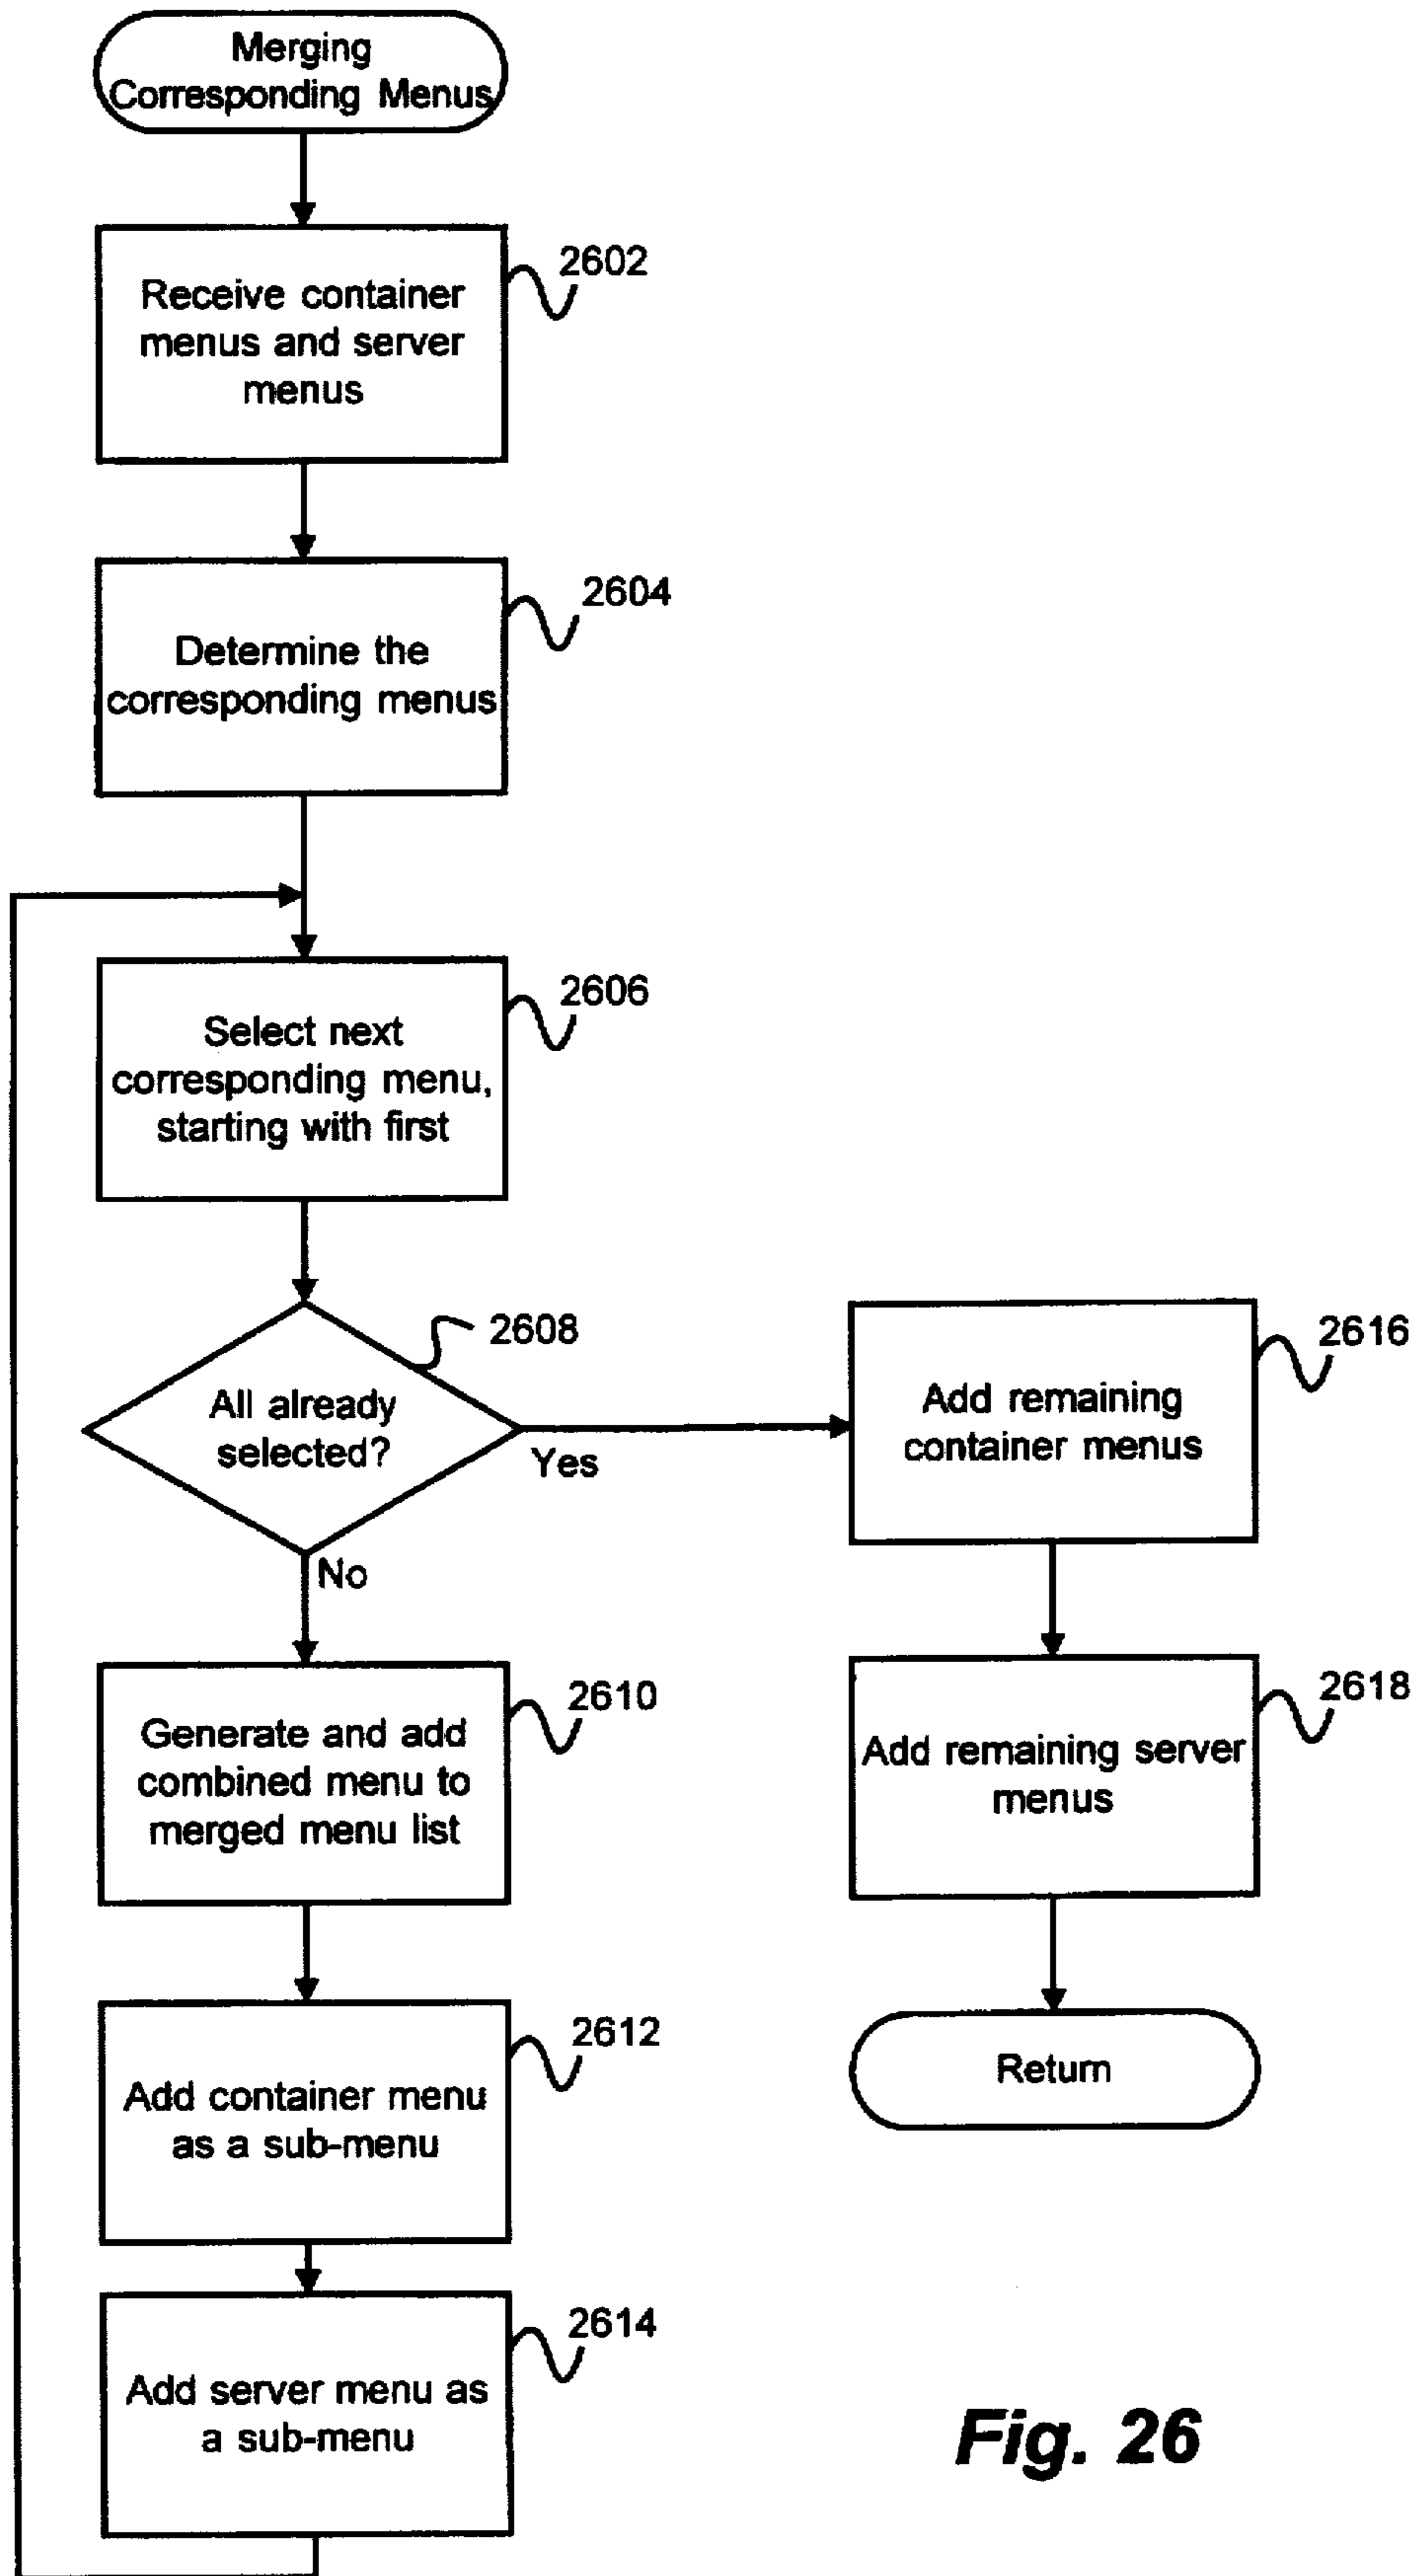 Merging
Corresponding Menus
2602
Receive container
menus and server
menus
2604
Determine the
corresponding menus
2606
Select next
corresponding menu,
starting with first
2608
All already
selected?
Yes
No
2610
Generate and add
combined menu to
merged menu list
2612
Add container menu
as a sub-menu
2614
Add server menu as
a sub-menu
2616
Add remaining
container menus
2618
Add remaining server
menus
Return
Fig. 26